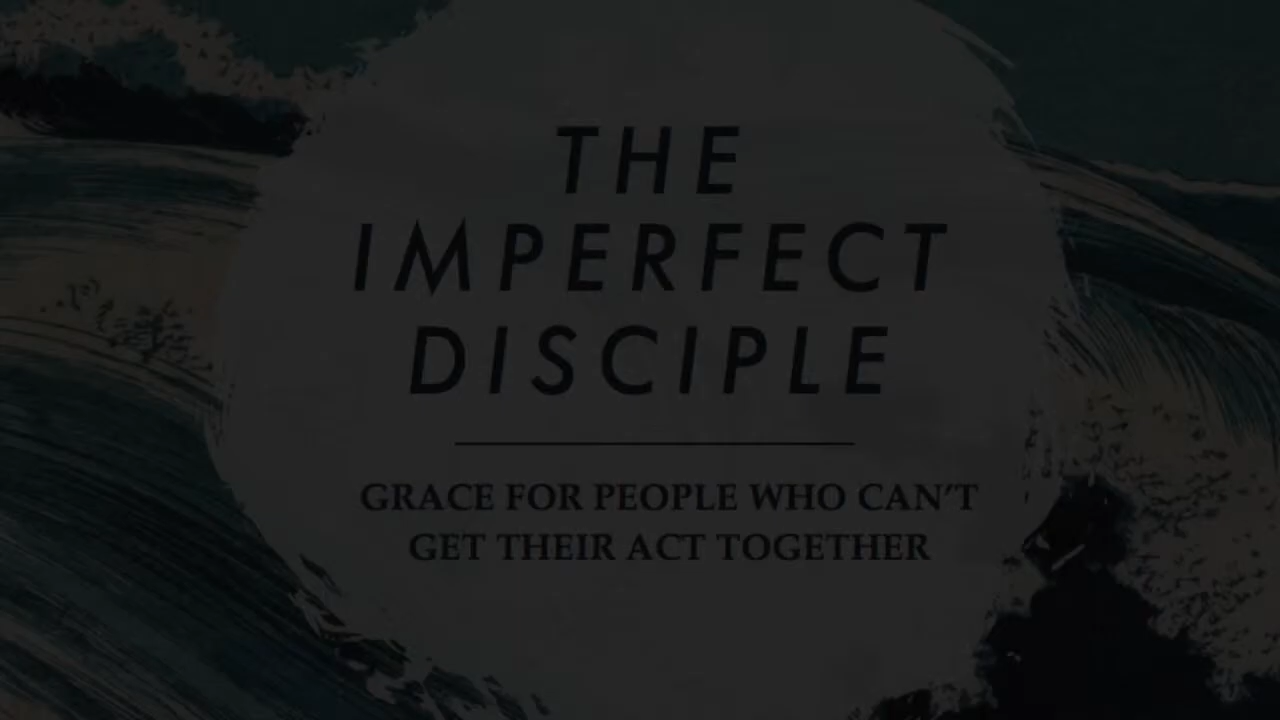 THE
IMPERFECT
DISCIPLE
GRACE FOR PEOPLE WHO CAN'T
GET THEIR ACT TOGETHER